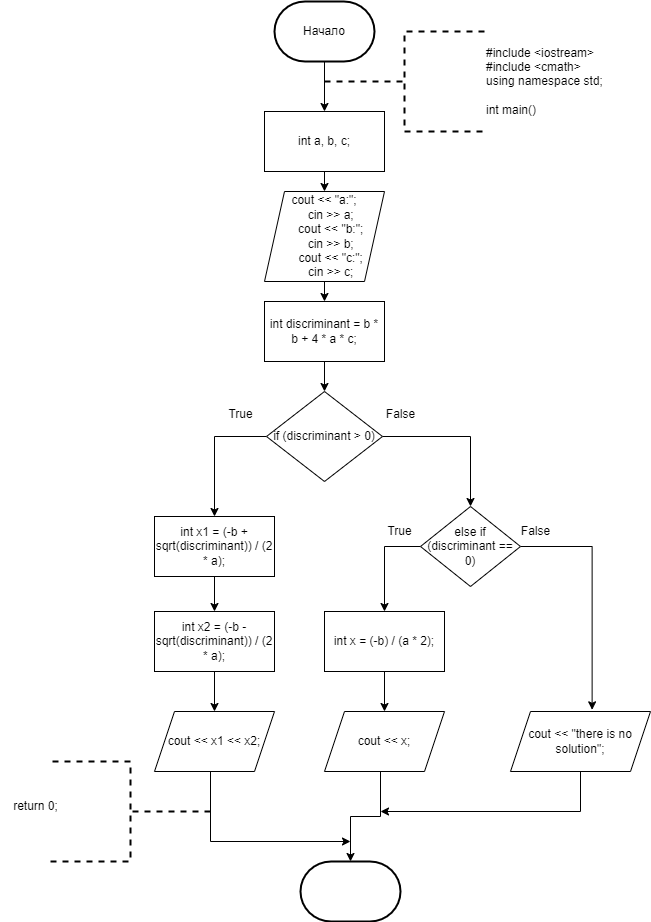 Начало
#include <iostream>
#include <cmath>
using namespace std;
int main()
int a, b, c;
cout << "a:";
cin >> a;
cout << "b:";
cin >> b;
cout << "c:";
cin >> c;
int discriminant = b *
b + 4 * a * c;
True
False
if (discriminant > 0)
True
else if
(discriminant ==
0)
False
int x1 = (-b +
sqrt(discriminant)) / (2
* a);
int x2 = (-b -
sqrt(discriminant)) / (2
* a);
int x = (-b) / (a * 2);
cout << x1 << x2;
cout << x;
cout << "there is no
solution";
return 0;